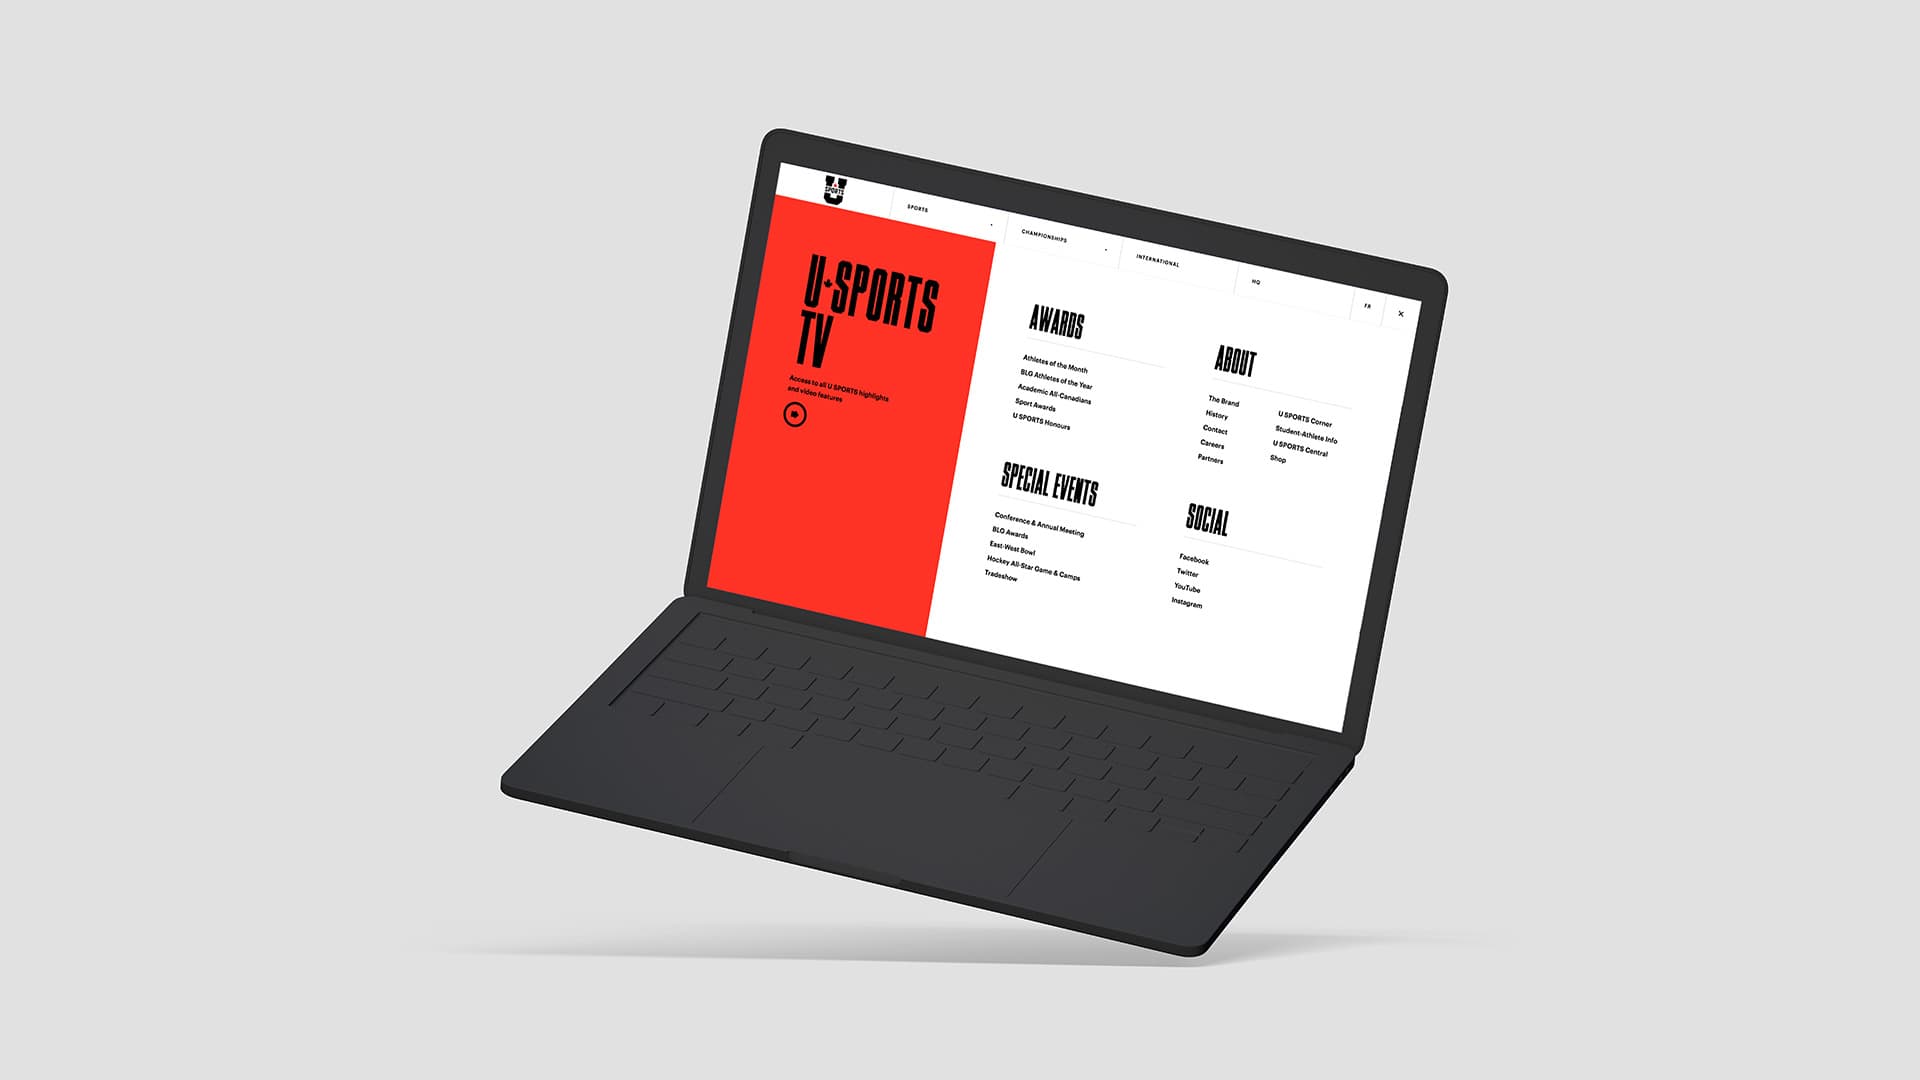 U
SPORTS
SPORTS
CHAMPIONSHIPS
INTERNATIONAL
HQ
FR
U SPORTS
TV
Access to all U SPORTS highlights
and video features
AWARDS
Athletes of the Month
BLG Athletes of the Year
Academic All-Canadians
Sport Awards
U SPORTS Honours
ABOUT
The Brand
History
Contact
Careers
Partners
U SPORTS Corner
Student-Athlete Info
U SPORTS Central
Shop
SPECIAL EVENTS
Conference & Annual Meeting
BLG Awards
East-West Bowl
Hockey All-Star Game & Camps
Tradeshow
SOCIAL
Facebook
Twitter
YouTube
Instagram